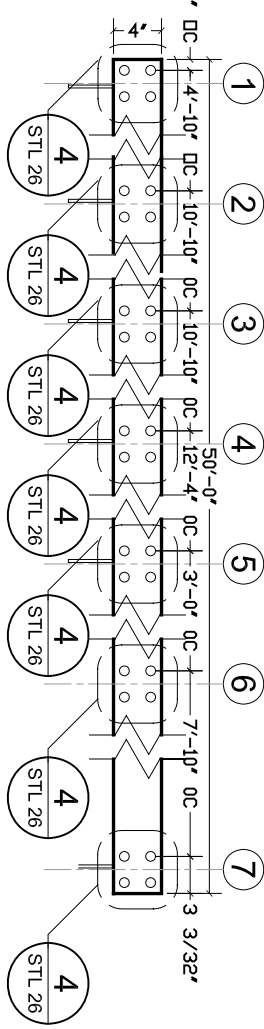 1
2
3
4
5
6
7
50'-0"
" OC
4'-10" OC
10'-10" OC
10'-10" OC
12'-4" OC
3'-0" OC
7'-10" OC
3 3/32"
4"
4
STL 26
4
STL 26
4
STL 26
4
STL 26
4
STL 26
4
STL 26
4
STL 26